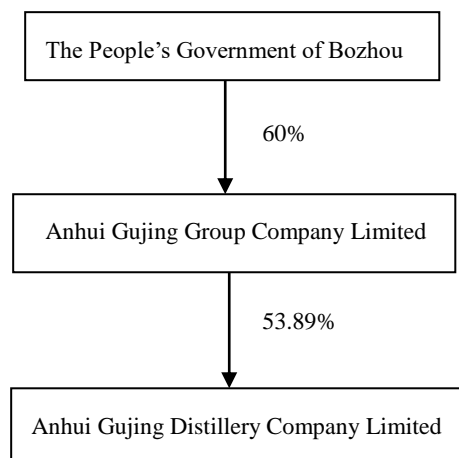 The People’s Government of Bozhou
60%
Anhui Gujing Group Company Limited
53.89%
Anhui Gujing Distillery Company Limited